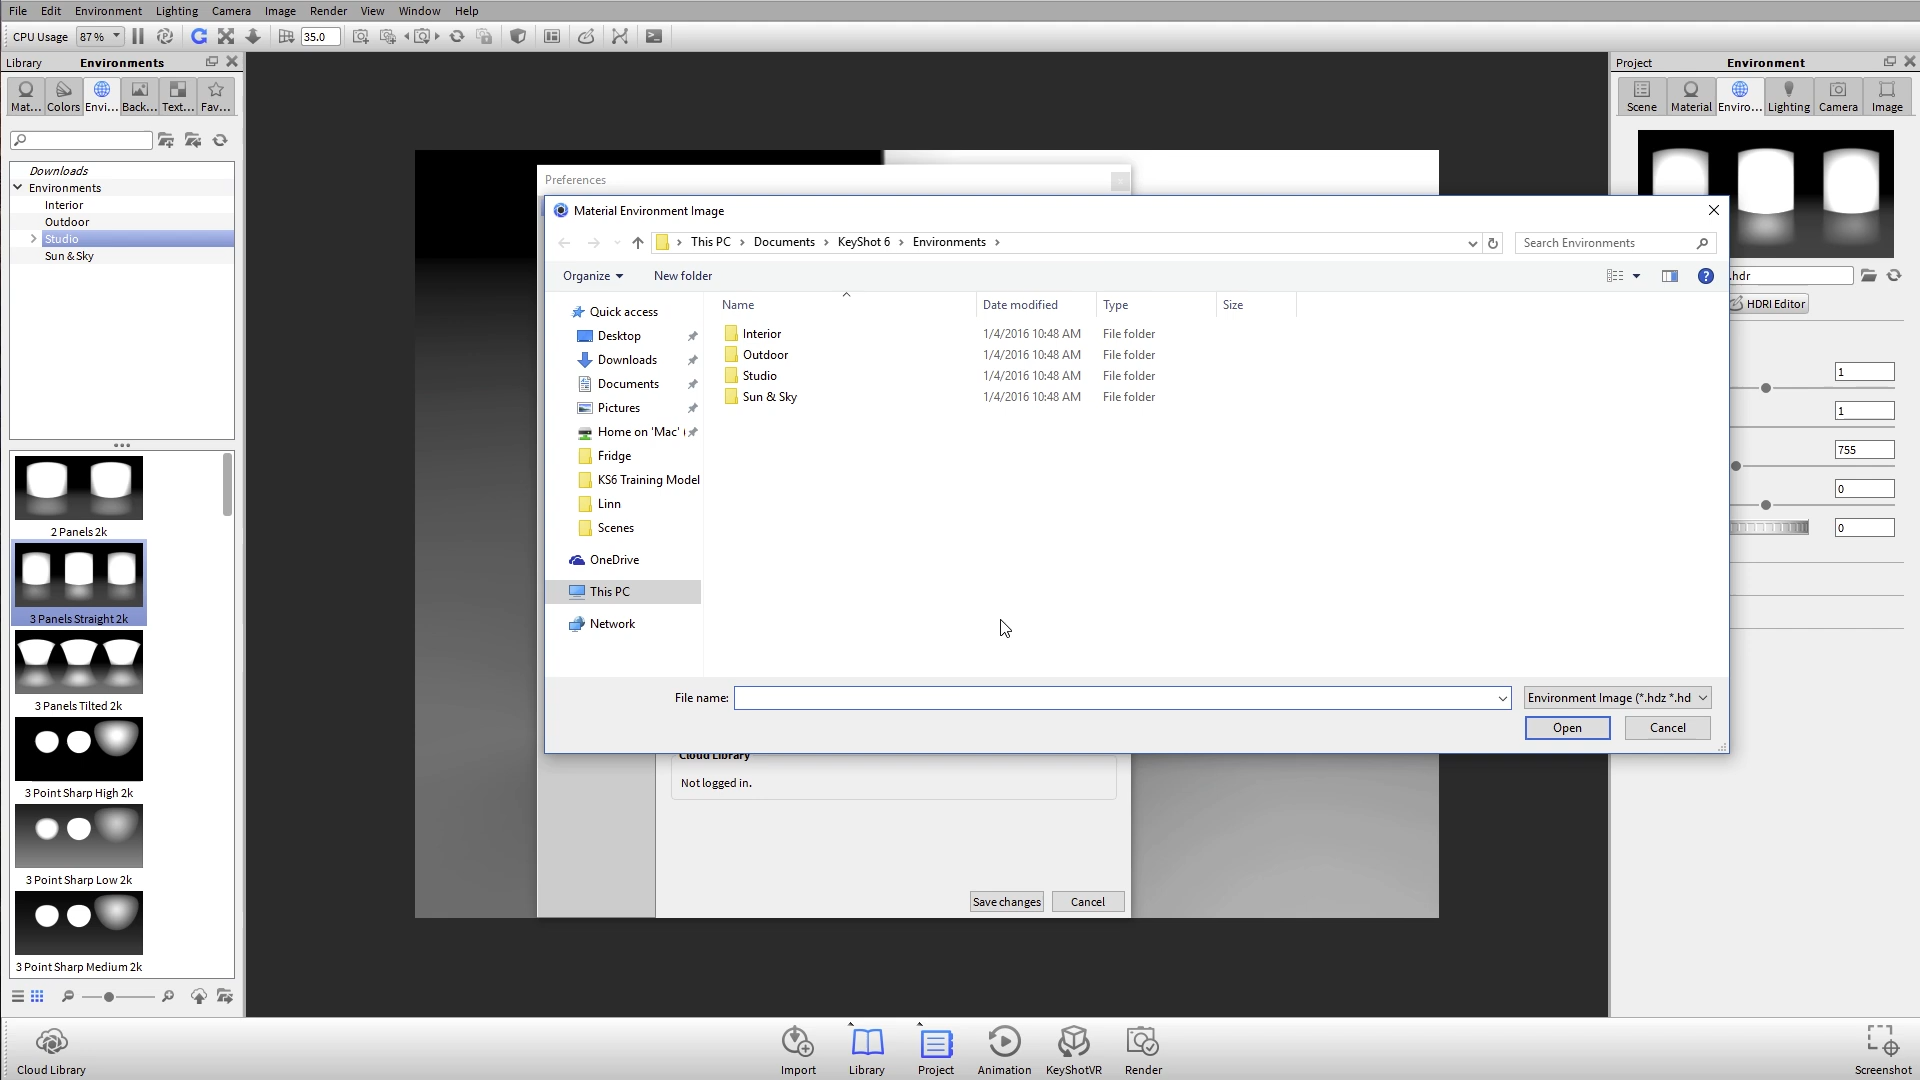 File Edit Environment Lighting Camera Image Render View Window Help
CPU Usage 87 % 35.0
Library Environments
Mat... Colors Envi... Back... Text... Fav...
Downloads
Environments
Interior
Outdoor
Studio
Sun & Sky
2 Panels 2k
3 Panels Straight 2k
3 Panels Tilted 2k
3 Point Sharp High 2k
3 Point Sharp Low 2k
3 Point Sharp Medium 2k
Preferences
Material Environment Image
This PC Documents KeyShot 6 Environments
Search Environments
Organize New folder
Name Date modified Type Size
Quick access
Desktop
Downloads
Documents
Pictures
Home on 'Mac' (
Fridge
KS6 Training Model
Linn
Scenes
OneDrive
This PC
Network
Interior 1/4/2016 10:48 AM File folder
Outdoor 1/4/2016 10:48 AM File folder
Studio 1/4/2016 10:48 AM File folder
Sun & Sky 1/4/2016 10:48 AM File folder
File name:
Environment Image (*.hdz *.hd
Open Cancel
Cloud Library
Not logged in.
Save changes Cancel
Project Environment
Scene Material Enviro... Lighting Camera Image
.hdr
HDRI Editor
1
1
755
0
0
Cloud Library
Import Library Project Animation KeyShotVR Render
Screenshot